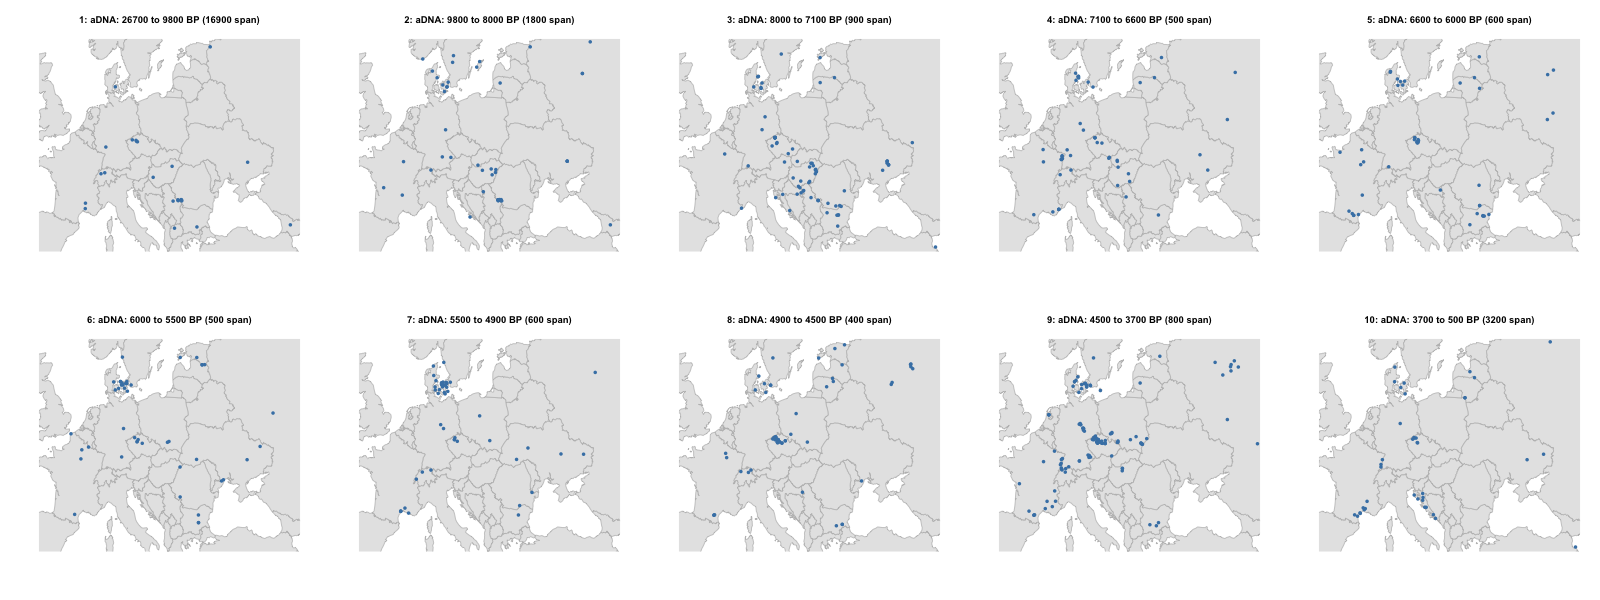 1: aDNA: 26700 to 9800 BP (16900 span)
2: aDNA: 9800 to 8000 BP (1800 span)
3: aDNA: 8000 to 7100 BP (900 span)
4: aDNA: 7100 to 6600 BP (500 span)
5: aDNA: 6600 to 6000 BP (600 span)
6: aDNA: 6000 to 5500 BP (500 span)
7: aDNA: 5500 to 4900 BP (600 span)
8: aDNA: 4900 to 4500 BP (400 span)
9: aDNA: 4500 to 3700 BP (800 span)
10: aDNA: 3700 to 500 BP (3200 span)